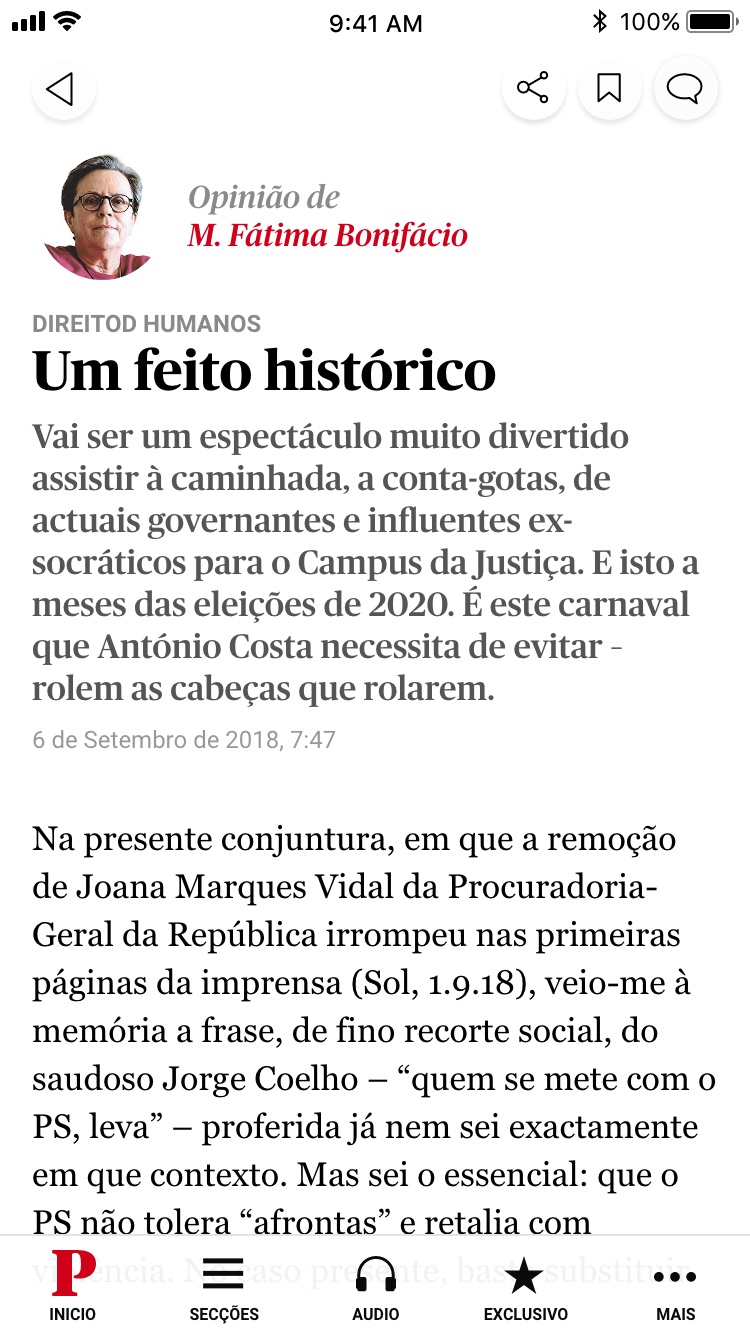 9:41 AM
100%
Opinião de
M. Fátima Bonifácio
DIREITOD HUMANOS
Um feito histórico
Vai ser um espectáculo muito divertido
assistir à caminhada, a conta-gotas, de
actuais governantes e influentes ex-
socráticos para o Campus da Justiça. E isto a
meses das eleições de 2020. É este carnaval
que António Costa necessita de evitar –
rolem as cabeças que rolarem.
6 de Setembro de 2018, 7:47
Na presente conjuntura, em que a remoção
de Joana Marques Vidal da Procuradoria-
Geral da República irrompeu nas primeiras
páginas da imprensa (Sol, 1.9.18), veio-me à
memória a frase, de fino recorte social, do
saudoso Jorge Coelho – “quem se mete com o
PS, leva” – proferida já nem sei exactamente
em que contexto. Mas sei o essencial: que o
PS não tolera “afrontas” e retalia com
caso presente, basta substituir
P
INICIO SECÇÕES AUDIO EXCLUSIVO MAIS